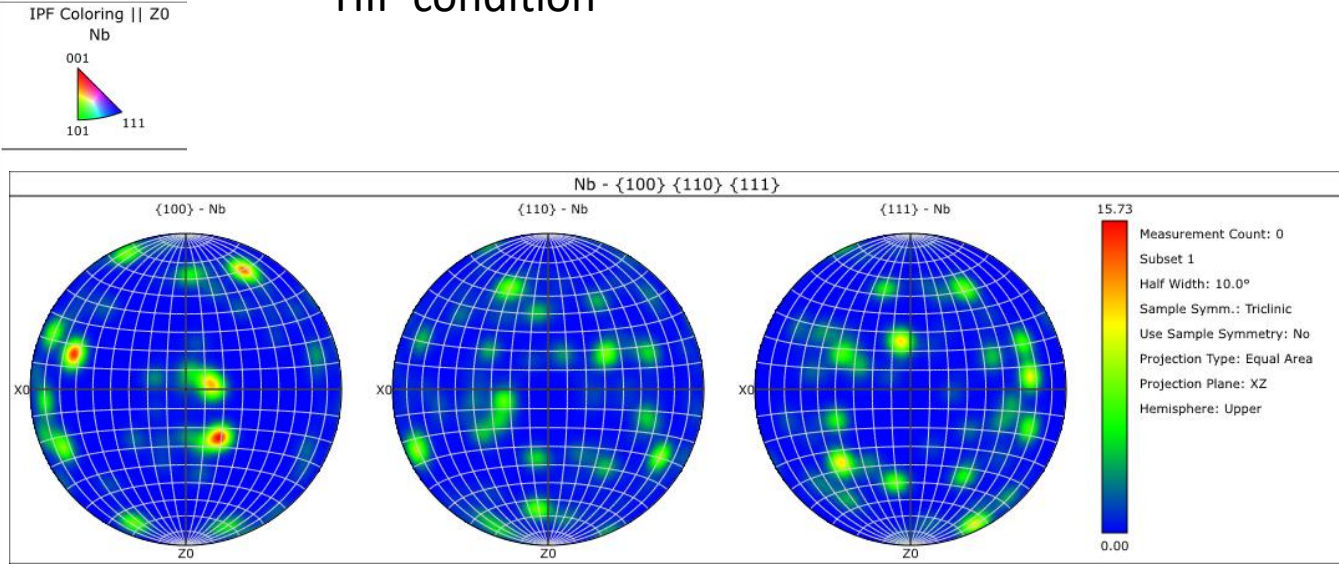 HIP condition
IPF Coloring || Z0
Nb
001
101
111
Nb - {100} {110} {111}
{100} - Nb
{110} - Nb
{111} - Nb
15.73
X0
X0
X0
Z0
Z0
Z0
0.00
Measurement Count: 0
Subset 1
Half Width: 10.0°
Sample Symm.: Triclinic
Use Sample Symmetry: No
Projection Type: Equal Area
Projection Plane: XZ
Hemisphere: Upper